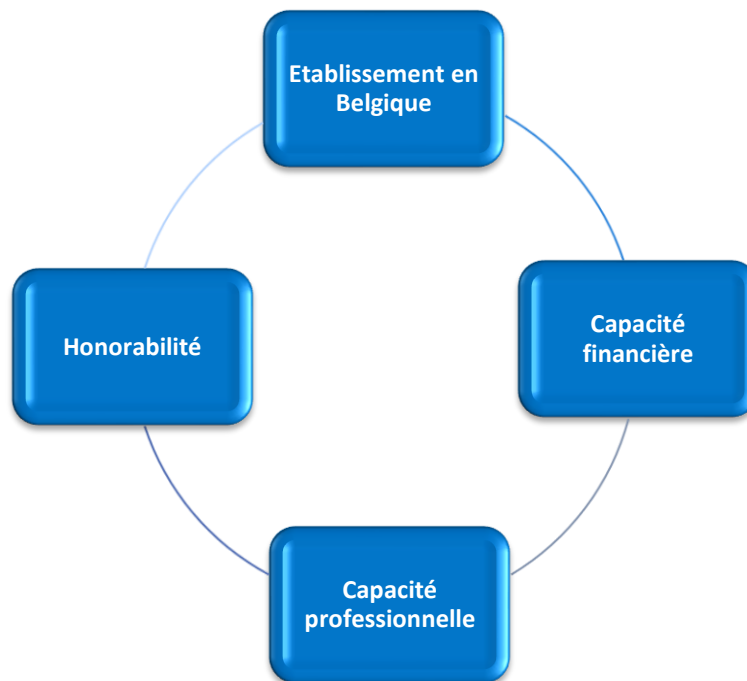 Etablissement en
Belgique
Honorabilité
Capacité
financière
Capacité
professionnelle